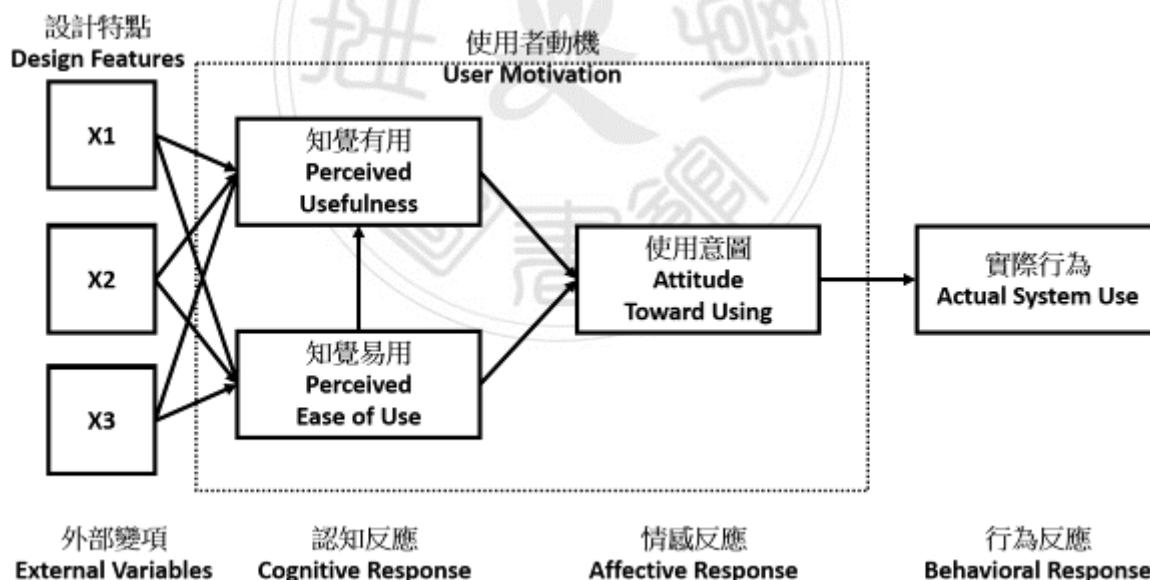 設計特點
Design Features
使用者動機
User Motivation
X1
知覺有用
Perceived
Usefulness
X2
使用意圖
Attitude
Toward Using
實際行為
Actual System Use
X3
知覺易用
Perceived
Ease of Use
外部變項
External Variables
認知反應
Cognitive Response
情感反應
Affective Response
行為反應
Behavioral Response